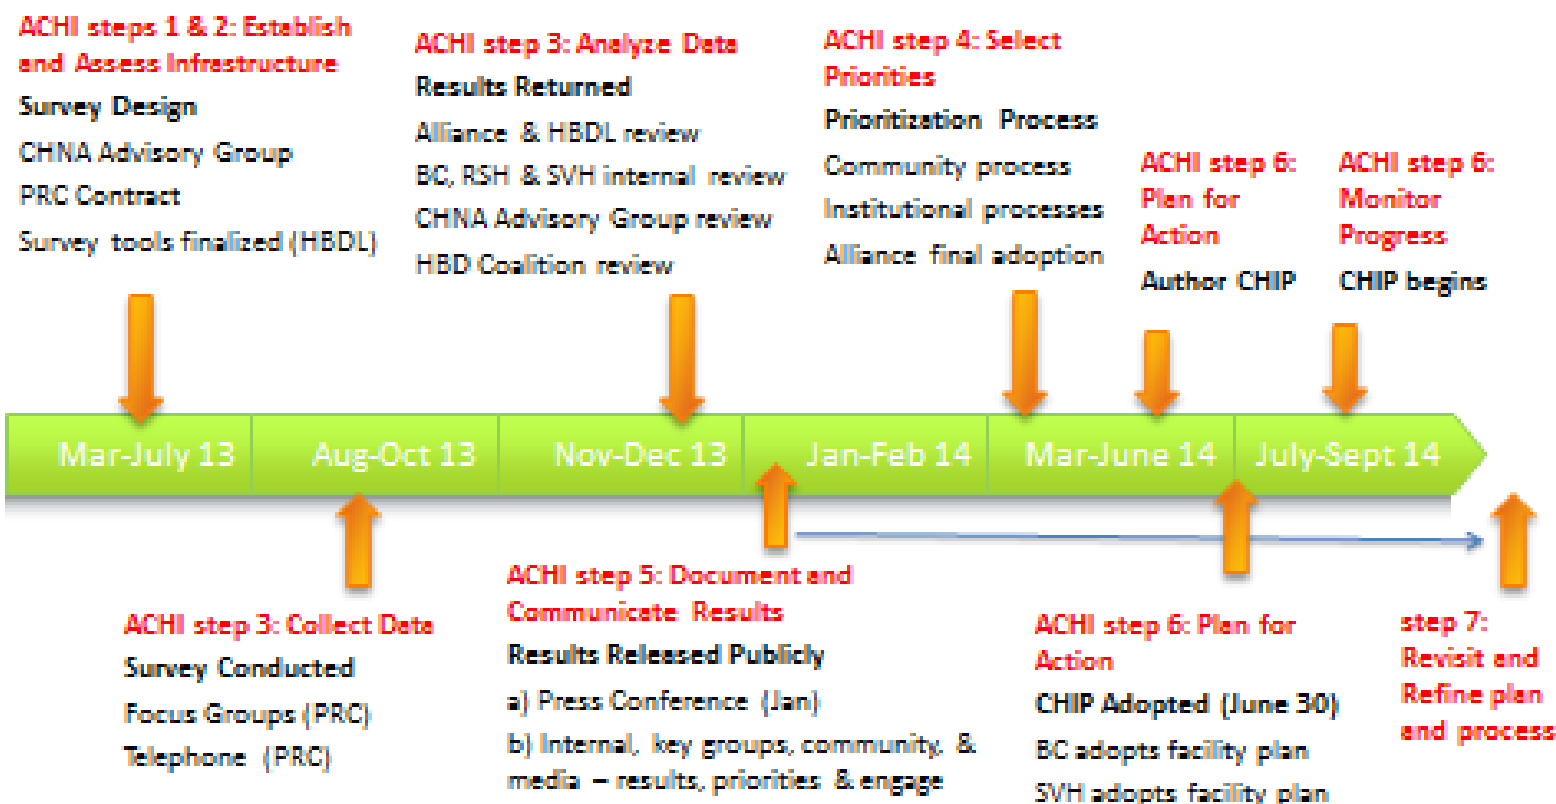 ACHI steps 1 & 2: Establish
and Assess Infrastructure
Survey Design
CHNA Advisory Group
PRC Contract
Survey tools finalized (HBDL)
ACHI step 3: Analyze Data
Results Returned
Alliance & HBDL review
BC, RSH & SVH internal review
CHNA Advisory Group review
HBD Coalition review
ACHI step 4: Select
Priorities
Prioritization Process
Community process
Institutional processes
Alliance final adoption
ACHI step 6:
Plan for
Action
Author CHIP
ACHI step 6:
Monitor
Progress
CHIP begins
Mar-July 13
Aug-Oct 13
Nov-Dec 13
Jan-Feb 14
Mar-June 14
July-Sept 14
ACHI step 3: Collect Data
Survey Conducted
Focus Groups (PRC)
Telephone (PRC)
ACHI step 5: Document and
Communicate Results
Results Released Publicly
a) Press Conference (Jan)
b) Internal, key groups, community, &
media – results, priorities & engage
ACHI step 6: Plan for
Action
CHIP Adopted (June 30)
BC adopts facility plan
SVH adopts facility plan
step 7:
Revisit and
Refine plan
and process